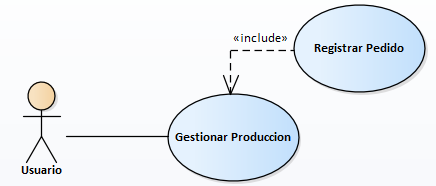 «include»
Registrar Pedido
Gestionar Produccion
Usuario